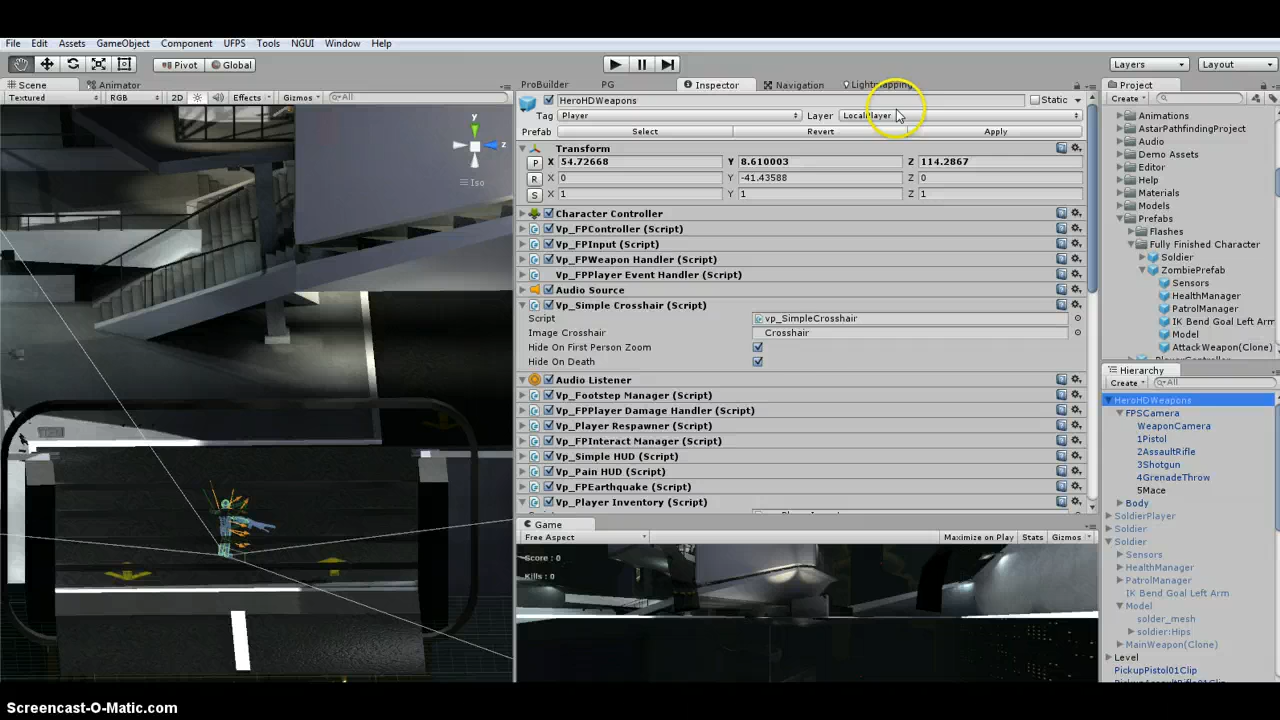 File Edit Assets GameObject Component UFPS Tools NGUI Window Help
Pivot Global Layers Layout
Scene Animator
Textured RGB 2D Effects Gizmos All
y
z
Iso
ProBuilder PG Inspector Navigation Lightmapping
HeroHDWeapons Static
Tag Player Layer LocalPlayer
Prefab Select Revert Apply
Transform
P X 54.72668 Y 8.610003 Z 114.2867
R X 0 Y -41.43588 Z 0
S X 1 Y 1 Z 1
Character Controller
Vp_FPController (Script)
Vp_FPInput (Script)
Vp_FPWeapon Handler (Script)
Vp_FPPlayer Event Handler (Script)
Audio Source
Vp_Simple Crosshair (Script)
Script vp_SimpleCrosshair
Image Crosshair Crosshair
Hide On First Person Zoom
Hide On Death
Audio Listener
Vp_Footstep Manager (Script)
Vp_FPPlayer Damage Handler (Script)
Vp_Player Respawner (Script)
Vp_FPInteract Manager (Script)
Vp_Simple HUD (Script)
Vp_Pain HUD (Script)
Vp_FPEarthquake (Script)
Vp_Player Inventory (Script)
Game
Free Aspect Maximize on Play Stats Gizmos
Score : 0
Kills : 0
Project
Create
Animations
AstarPathfindingProject
Audio
Demo Assets
Editor
Help
Materials
Models
Prefabs
Flashes
Fully Finished Character
Soldier
ZombiePrefab
Sensors
HealthManager
PatrolManager
IK Bend Goal Left Arm
Model
AttackWeapon(Clone)
Hierarchy
Create All
HeroHDWeapons
FPSCamera
WeaponCamera
1Pistol
2AssaultRifle
3Shotgun
4GrenadeThrow
5Mace
Body
SoldierPlayer
Soldier
Soldier
Sensors
HealthManager
PatrolManager
IK Bend Goal Left Arm
Model
solder_mesh
soldier:Hips
MainWeapon(Clone)
Level
PickupPistol01Clip
PickupAssaultRifle01Clip
Screencast-O-Matic.com